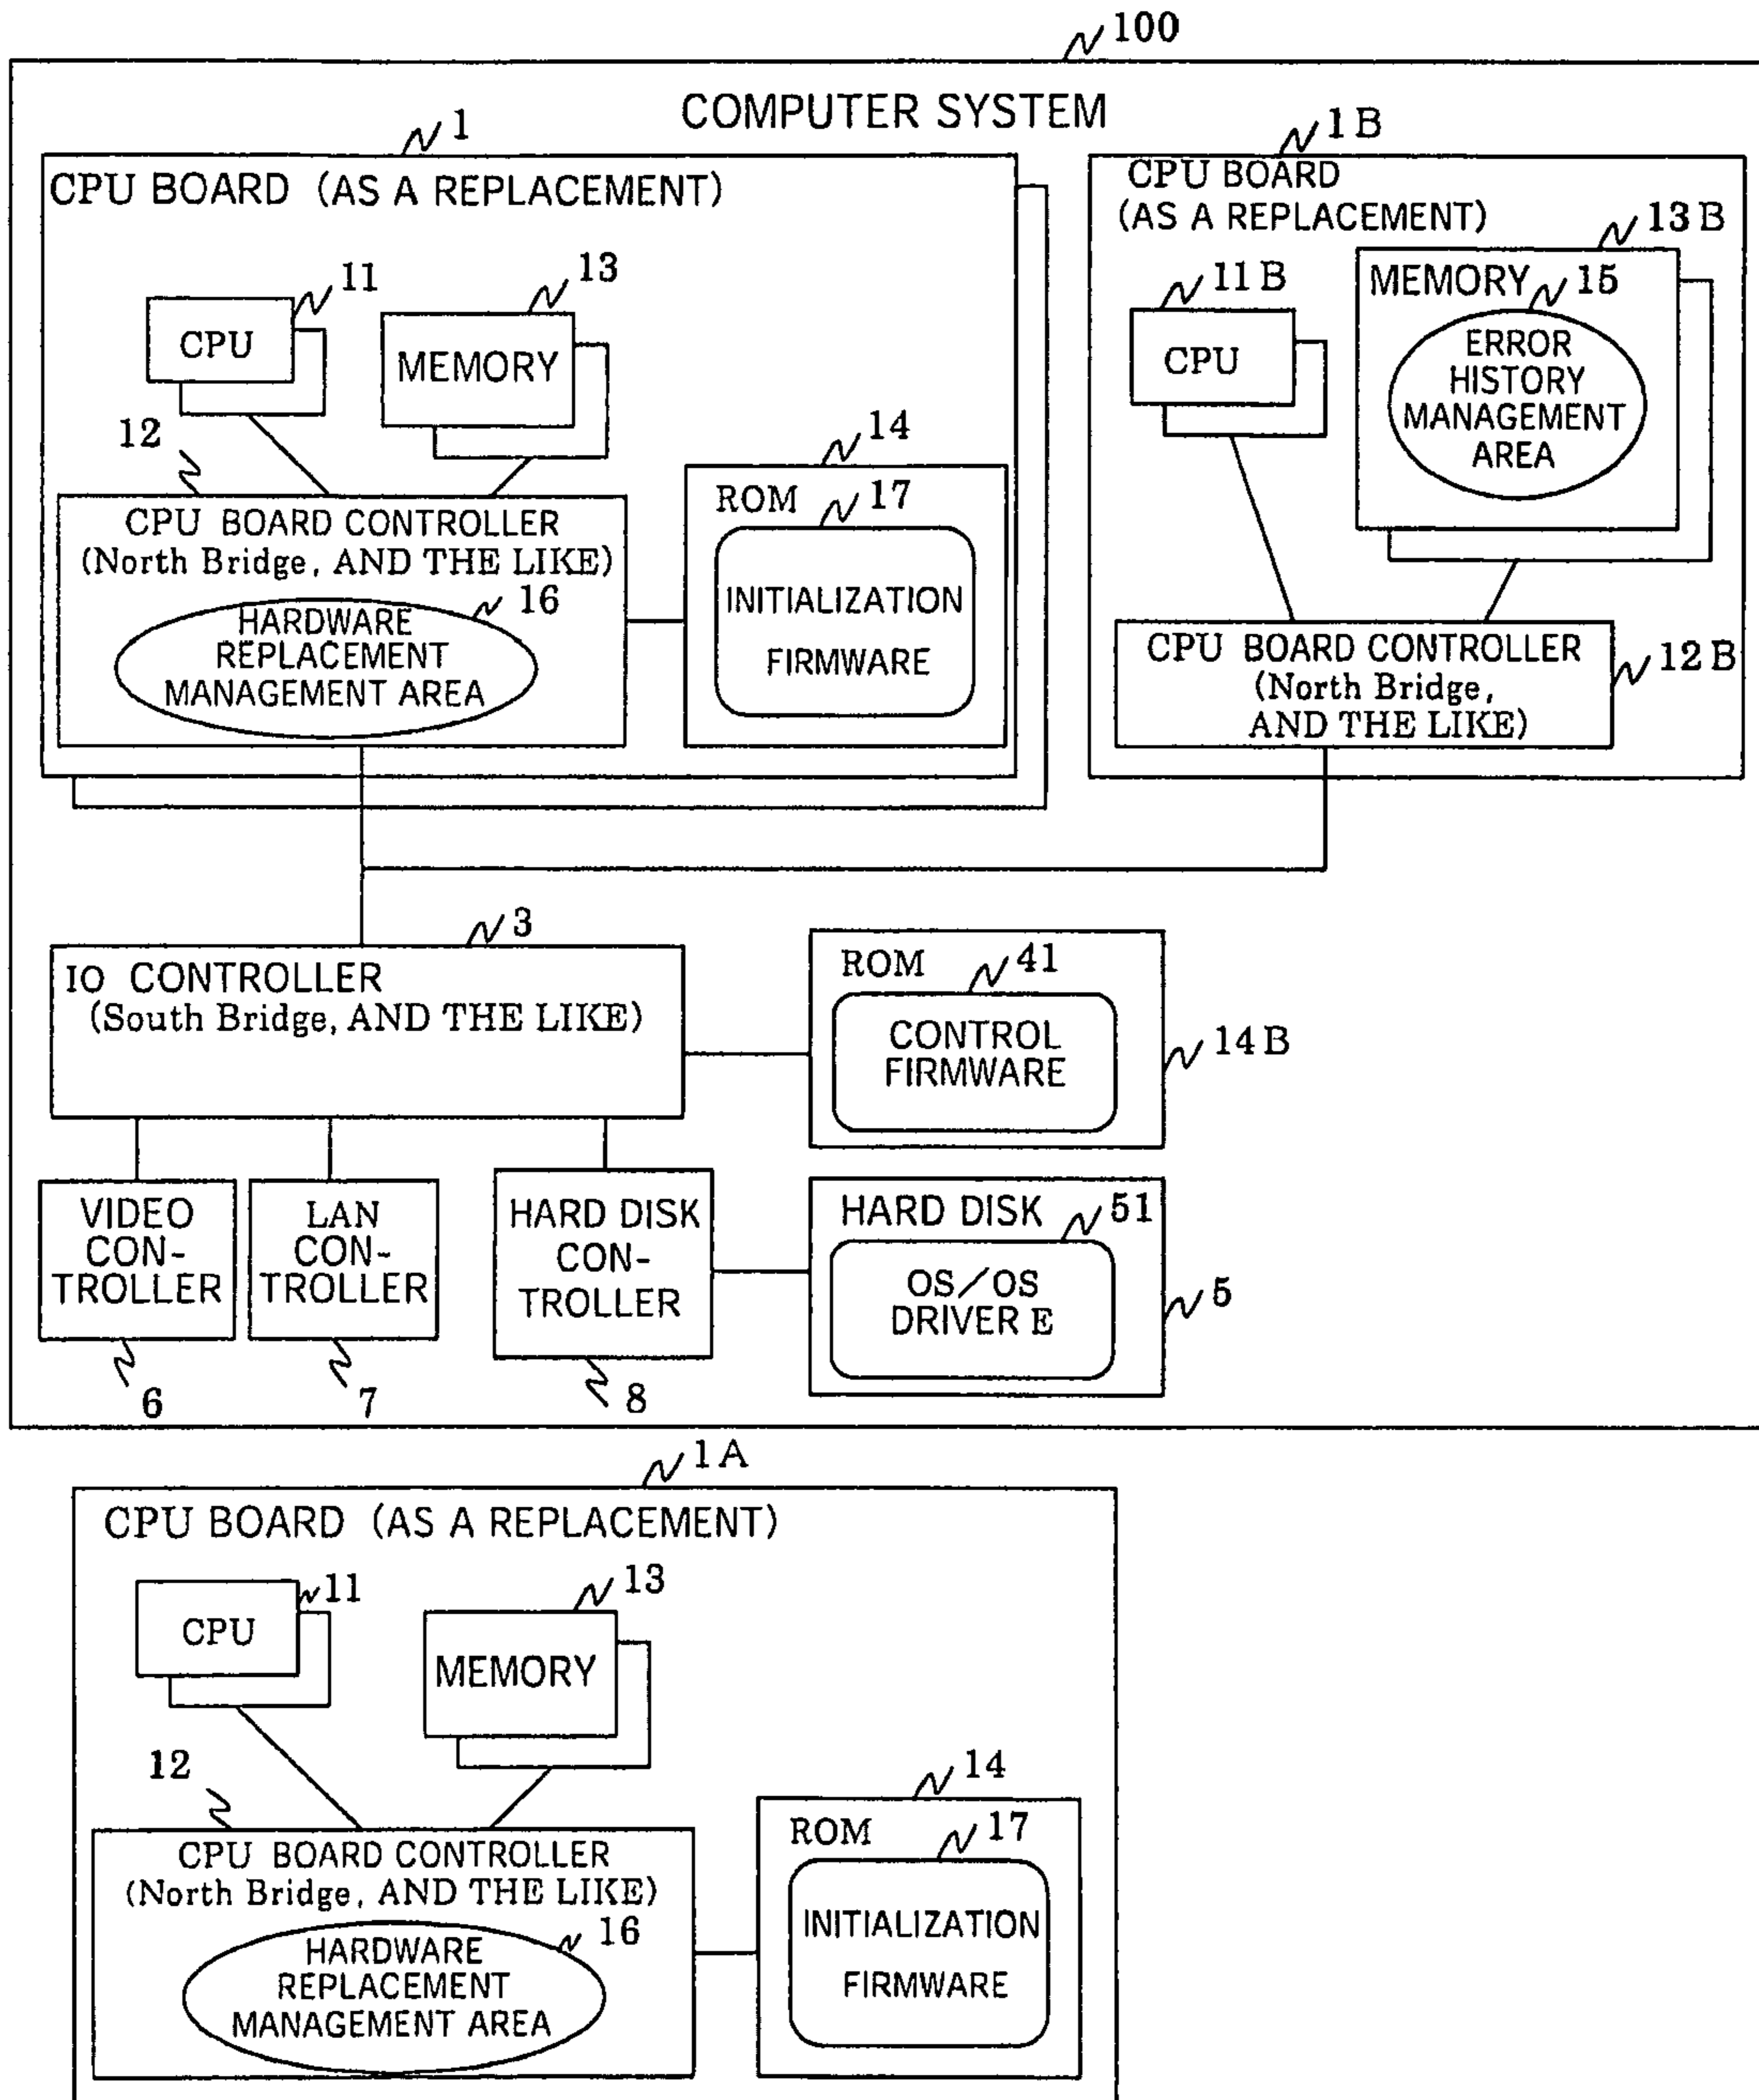 100
COMPUTER SYSTEM
1
CPU BOARD (AS A REPLACEMENT)
11
CPU
13
MEMORY
12
14
CPU BOARD CONTROLLER
(North Bridge, AND THE LIKE)
16
HARDWARE
REPLACEMENT
MANAGEMENT AREA
ROM
17
INITIALIZATION
FIRMWARE
1B
CPU BOARD
(AS A REPLACEMENT)
13B
11B
CPU
MEMORY
15
ERROR
HISTORY
MANAGEMENT
AREA
CPU BOARD CONTROLLER
(North Bridge,
AND THE LIKE)
12B
3
IO CONTROLLER
(South Bridge, AND THE LIKE)
ROM
41
CONTROL
FIRMWARE
14B
VIDEO
CON-
TROLLER
6
LAN
CON-
TROLLER
7
HARD DISK
CON-
TROLLER
8
HARD DISK
51
OS/OS
DRIVER E
5
1A
CPU BOARD (AS A REPLACEMENT)
11
CPU
13
MEMORY
12
14
CPU BOARD CONTROLLER
(North Bridge, AND THE LIKE)
16
HARDWARE
REPLACEMENT
MANAGEMENT AREA
ROM
17
INITIALIZATION
FIRMWARE